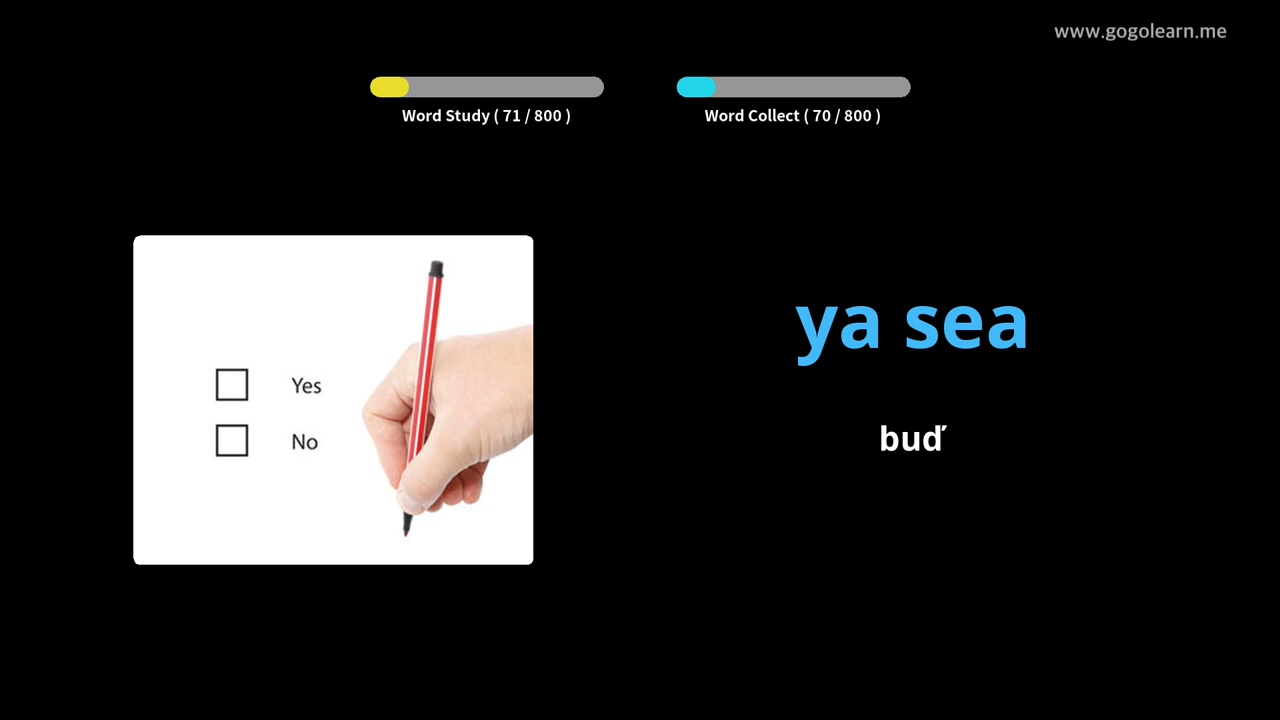 www.gogolearn.me
Word Study ( 71 / 800 )
Word Collect ( 70 / 800 )
Yes
No
ya sea
buď